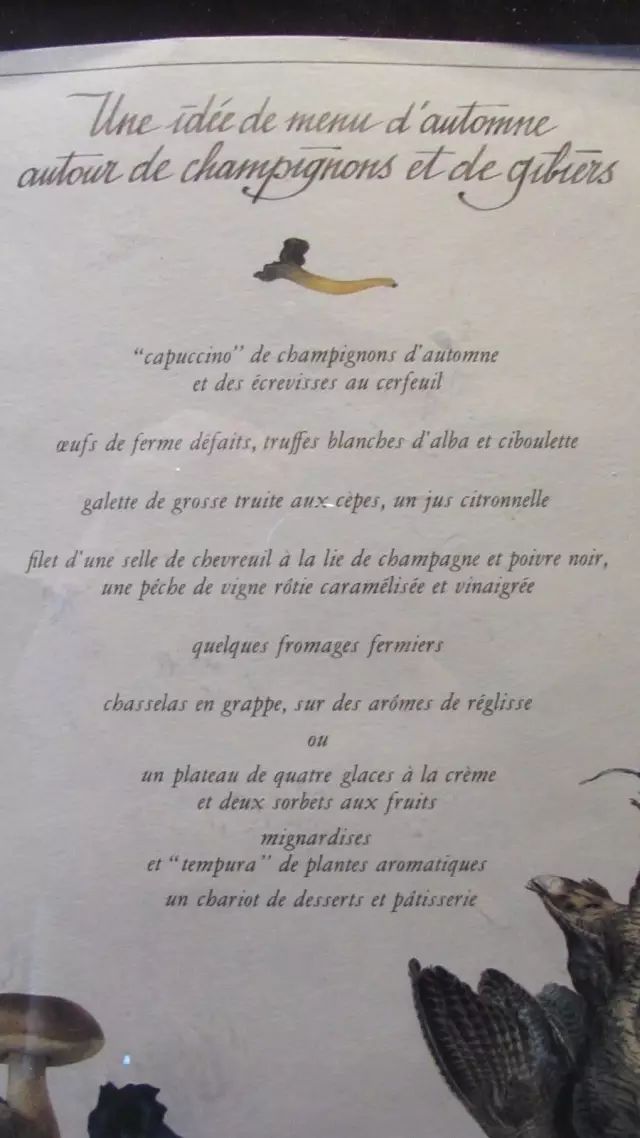 Une idée de menu d'automne
autour de champignons et de gibiers
"capuccino" de champignons d'automne
et des écrevisses au cerfeuil
œufs de ferme défaits, truffes blanches d'alba et ciboulette
galette de grosse truite aux cèpes, un jus citronnelle
filet d'une selle de chevreuil à la lie de champagne et poivre noir,
une pêche de vigne rôtie caramélisée et vinaigrée
quelques fromages fermiers
chasselas en grappe, sur des arômes de réglisse
ou
un plateau de quatre glaces à la crème
et deux sorbets aux fruits
mignardises
et "tempura" de plantes aromatiques
un chariot de desserts et pâtisserie